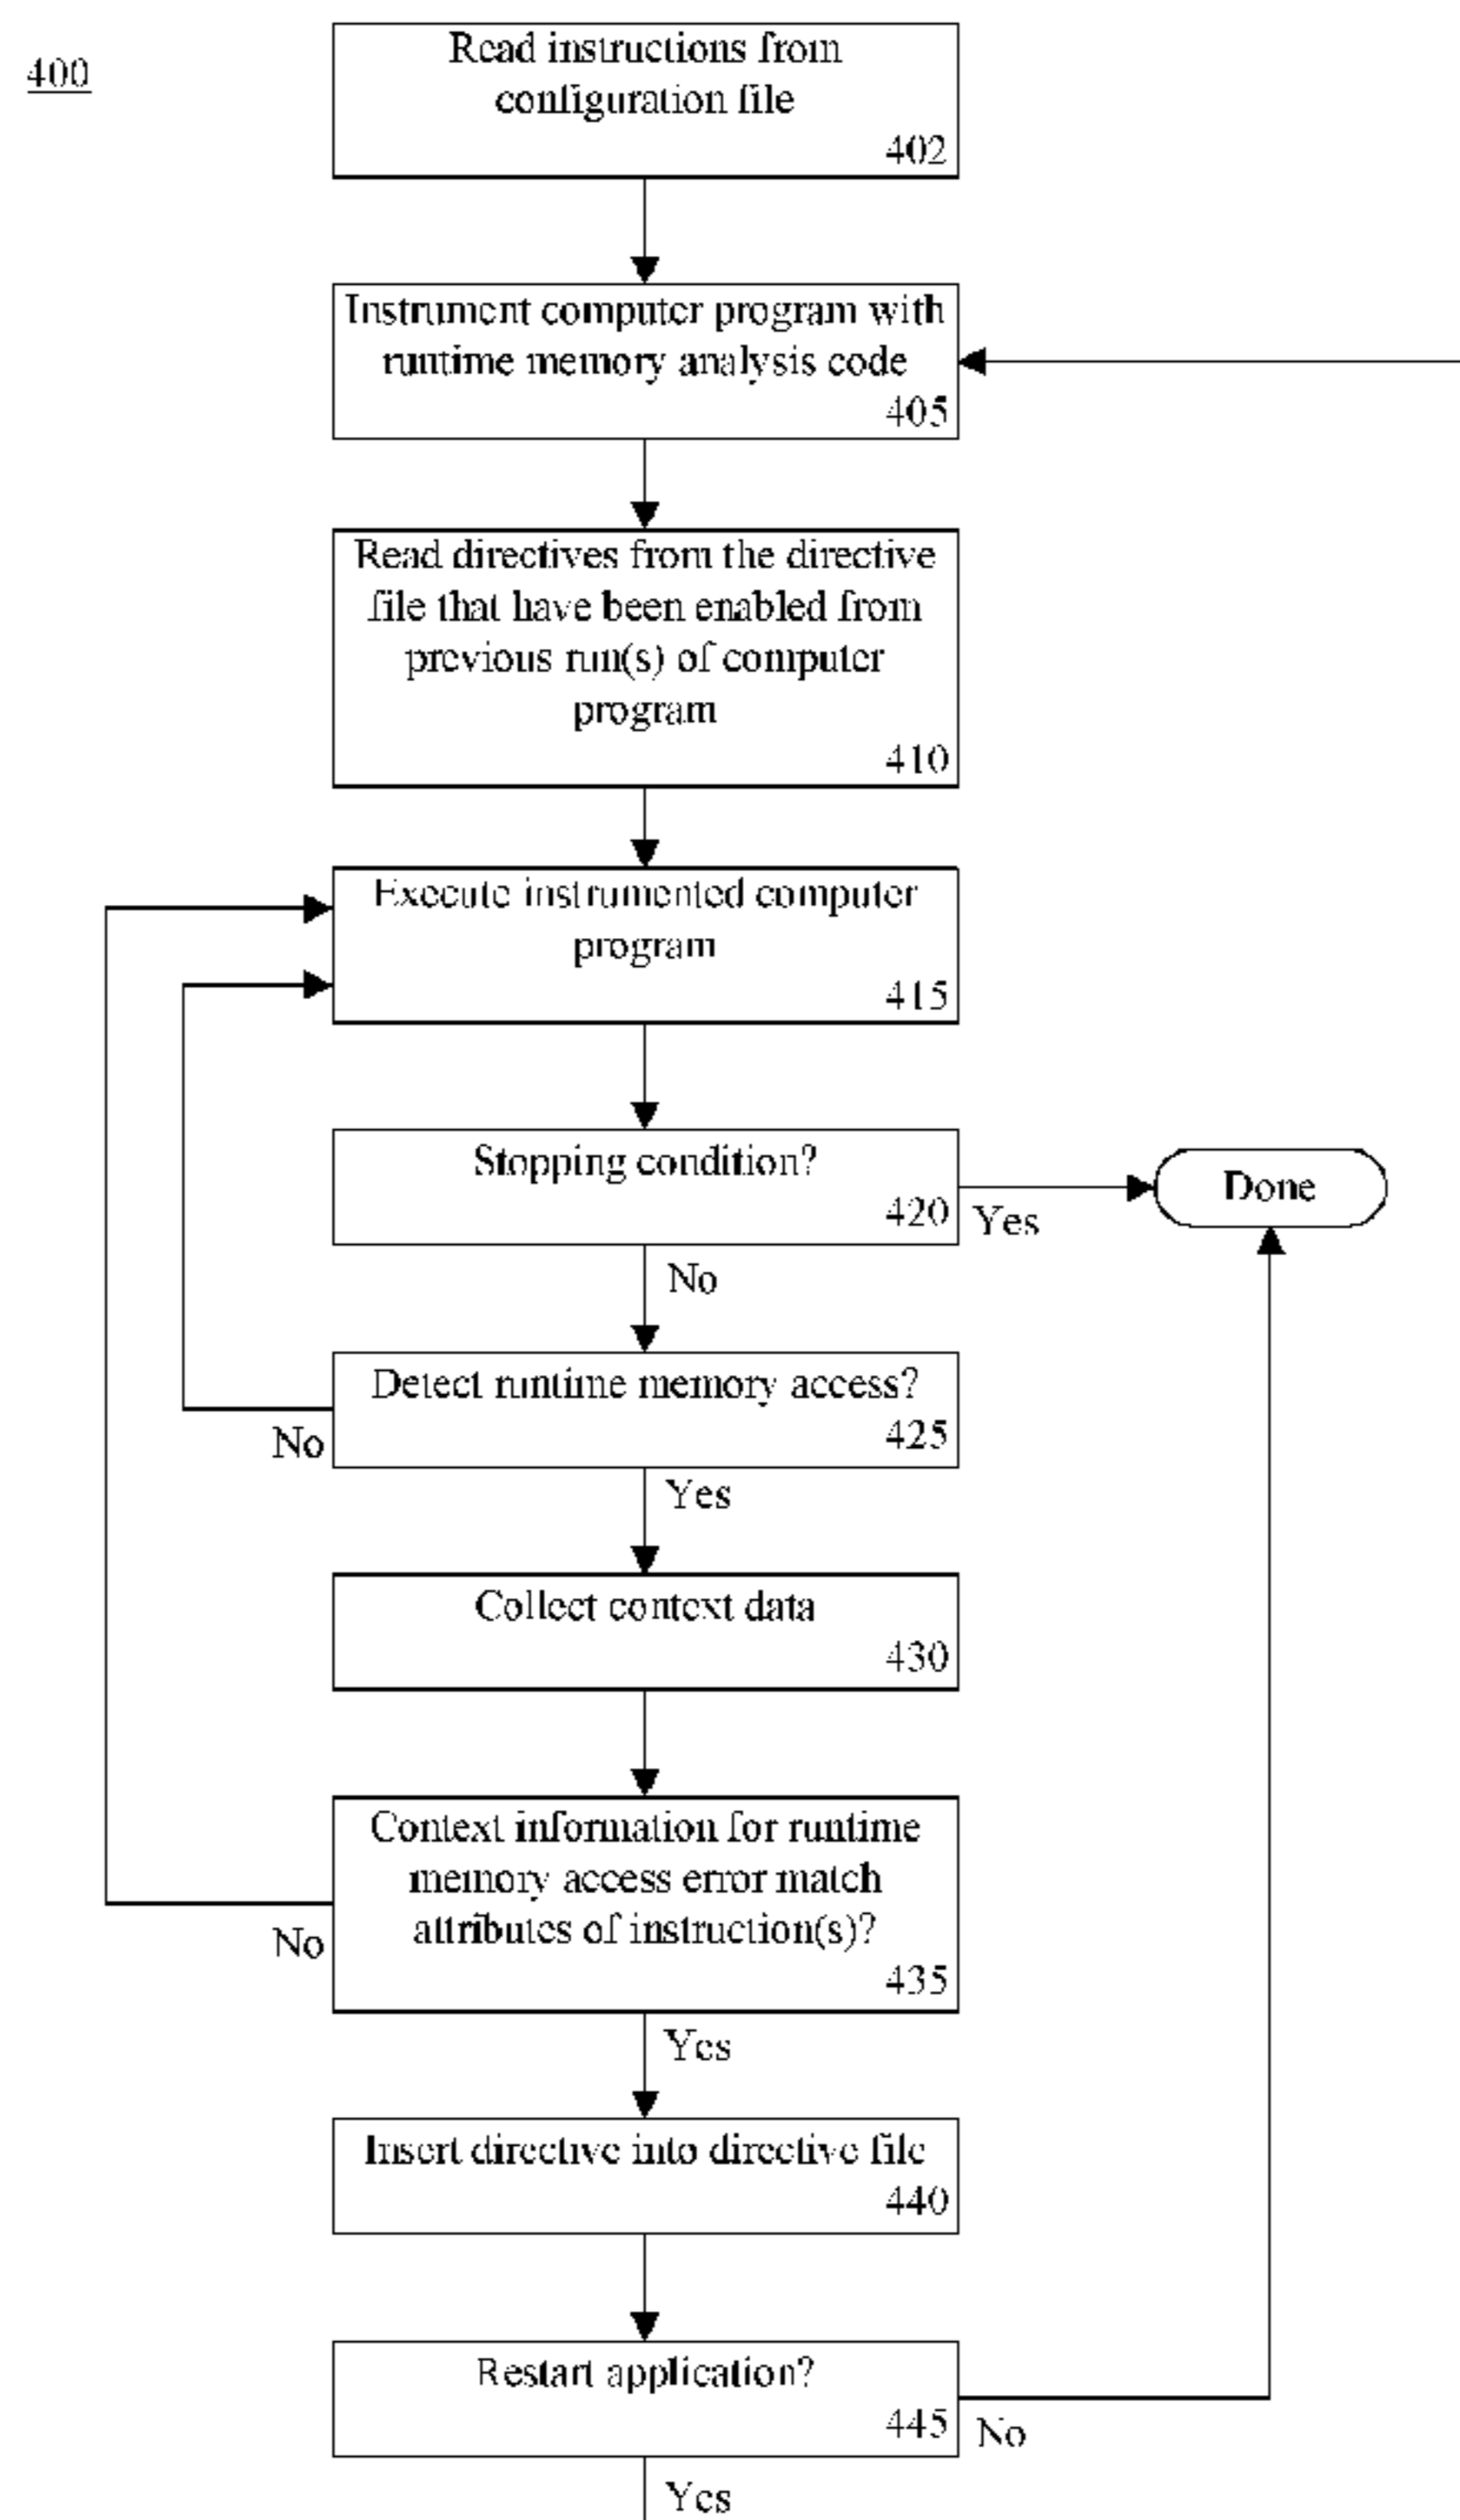 400
Read instructions from
configuration file
402
Instrument computer program with
runtime memory analysis code
405
Read directives from the directive
file that have been enabled from
previous run(s) of computer
program
410
Execute instrumented computer
program
415
Stopping condition?
420
Yes
Done
No
Detect runtime memory access?
425
No
Yes
Collect context data
430
Context information for runtime
memory access error match
attributes of instruction(s)?
435
No
Yes
Insert directive into directive file
440
Restart application?
445
No
Yes